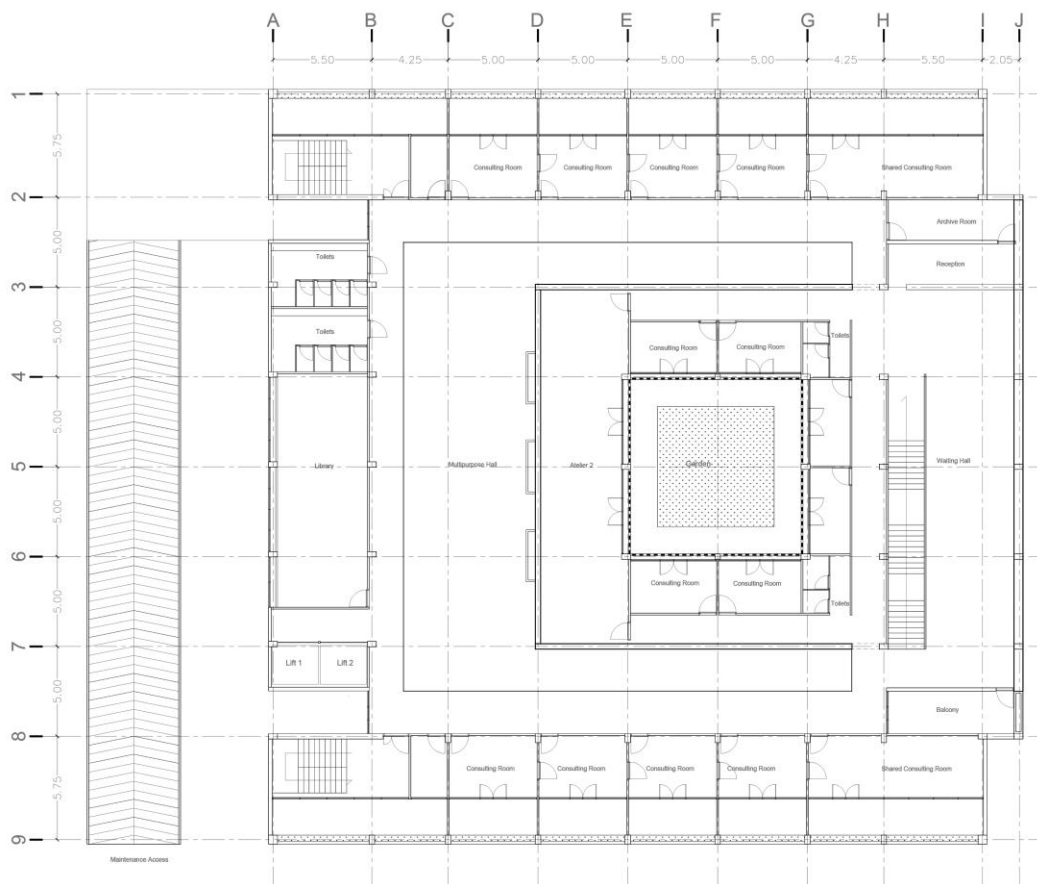 A B C D E F G H I J
5.50 4.25 5.00 5.00 5.00 5.00 4.25 5.50 2.05
1
5.75
Consulting Room Consulting Room Consulting Room Consulting Room Shared Consulting Room
2
5.00
Archive Room
Toilets
Reception
3
5.00
Toilets
Toilets
Consulting Room Consulting Room
4
5.00
Library Multipurpose Hall Atelier 2 Garden Waiting Hall
5
5.00
6
5.00
Consulting Room Consulting Room
Toilets
7
Lift 1 Lift 2
5.00
Balcony
8
5.75
Consulting Room Consulting Room Consulting Room Consulting Room Shared Consulting Room
9
Maintenance Access